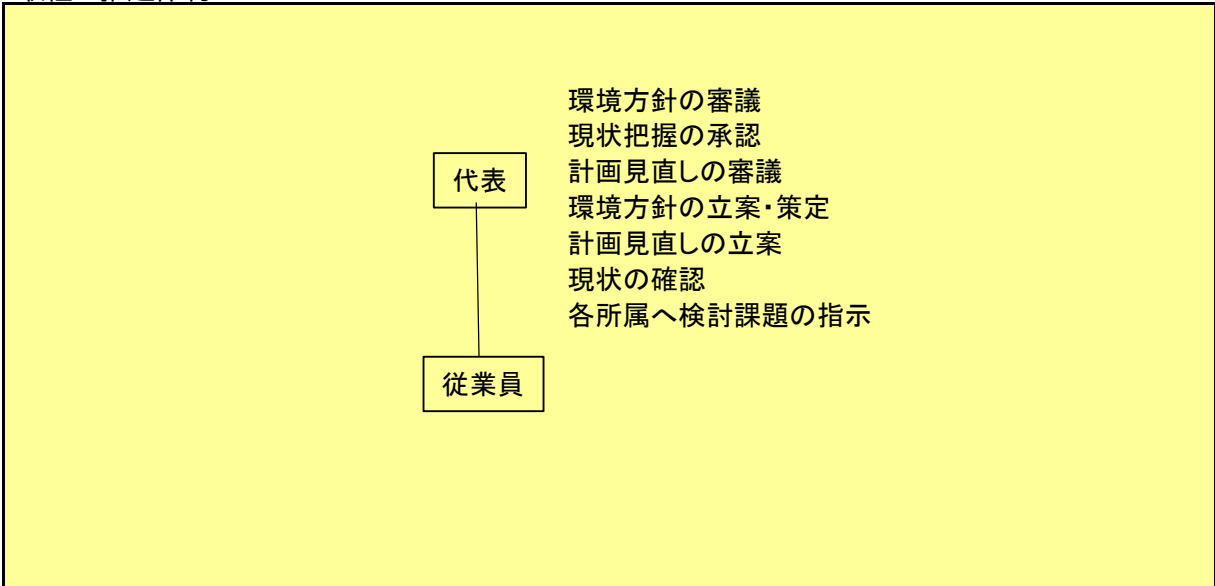 環境方針の審議
現状把握の承認
代表
計画見直しの審議
環境方針の立案・策定
計画見直しの立案
現状の確認
各所属へ検討課題の指示
従業員